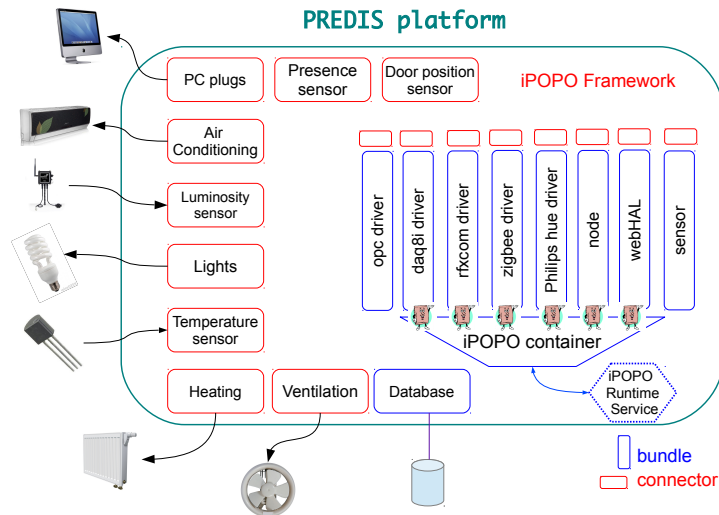 PREDIS platform
PC plugs
Presence
sensor
Door position
sensor
iPOPO Framework
Air
Conditioning
Luminosity
sensor
Lights
Temperature
sensor
opc driver
daq8i driver
rfxcom driver
zigbee driver
Philips hue driver
node
webHAL
sensor
iPOPO container
Heating
Ventilation
Database
iPOPO
Runtime
Service
bundle
connector